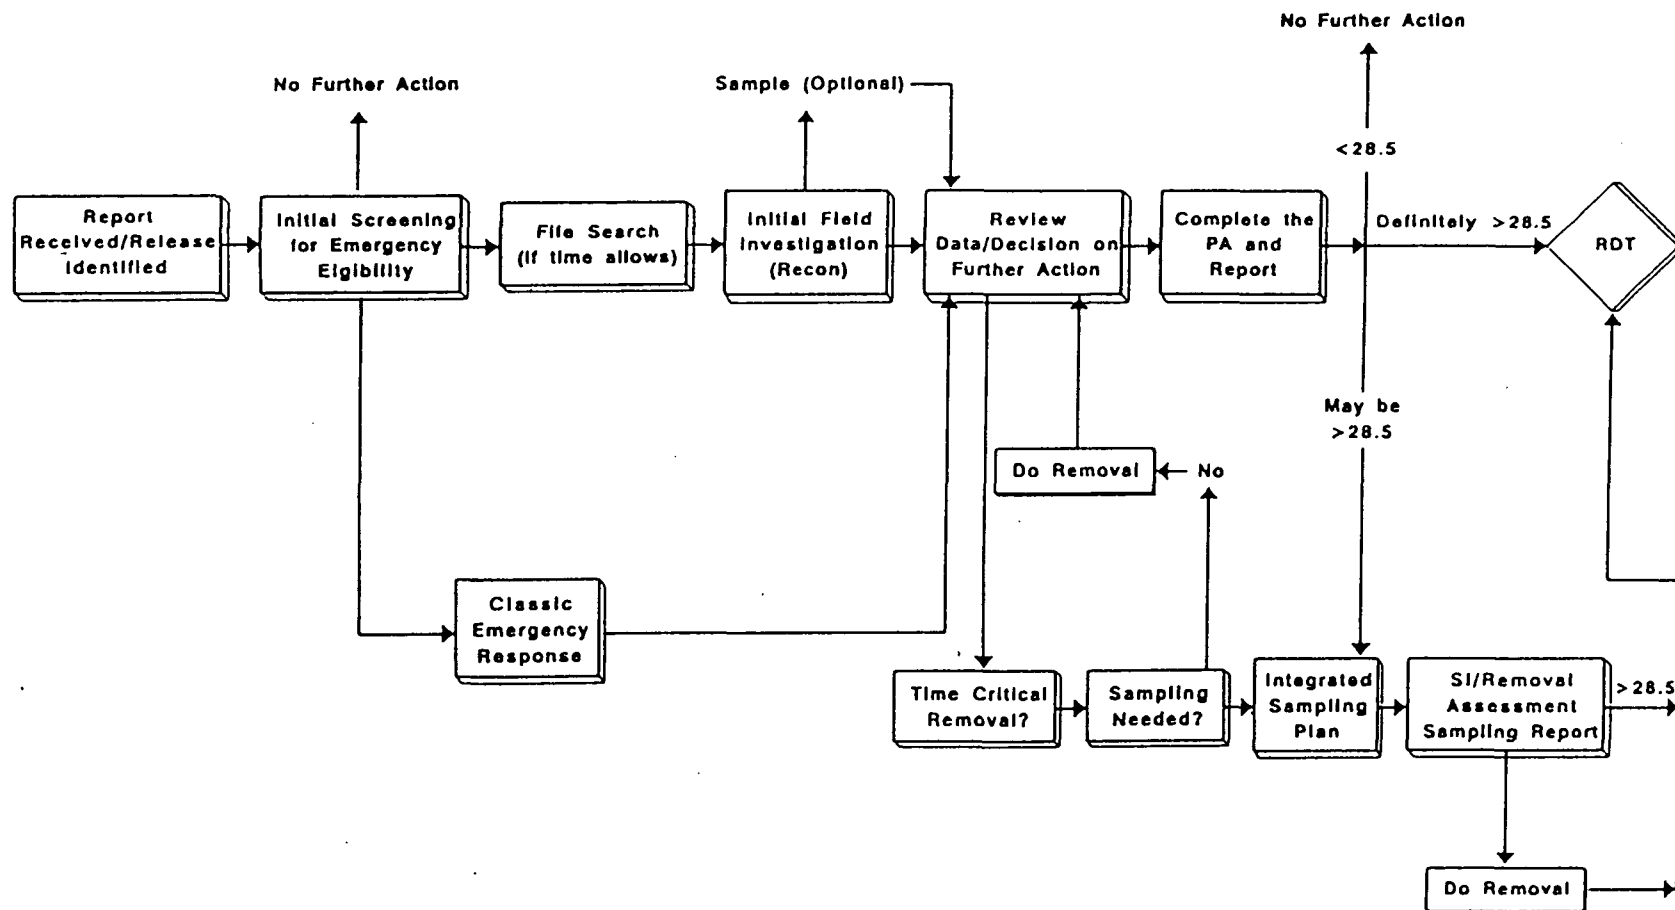 No Further Action
No Further Action
Sample (Optional)
<28.5
Report
Received/Release
Identified
Initial Screening
for Emergency
Elgibility
File Search
(if time allows)
Initial Field
Investigation
(Recon)
Review
Data/Decision on
Further Action
Complete the
PA and
Report
Definitely >28.5
RDT
May be
>28.5
Do Removal
No
Classic
Emergency
Response
Time Critical
Removal?
Sampling
Needed?
Integrated
Sampling
Plan
SI/Removal
Assessment
Sampling Report
>28.5
Do Removal